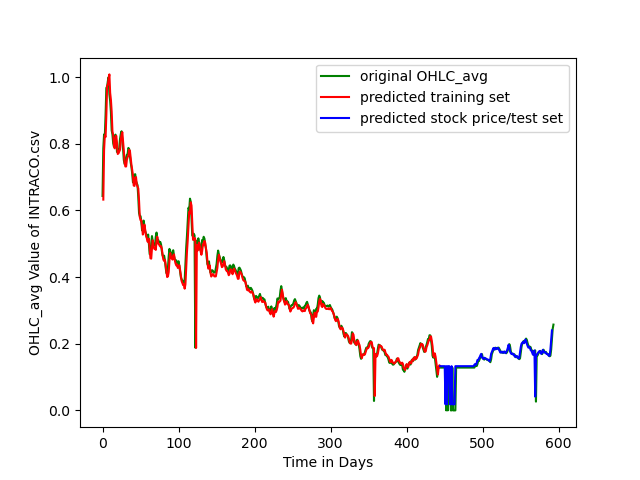 original OHLC_avg
predicted training set
predicted stock price/test set
OHLC_avg Value of INTRACO.csv
1.0
0.8
0.6
0.4
0.2
0.0
0 100 200 300 400 500 600
Time in Days